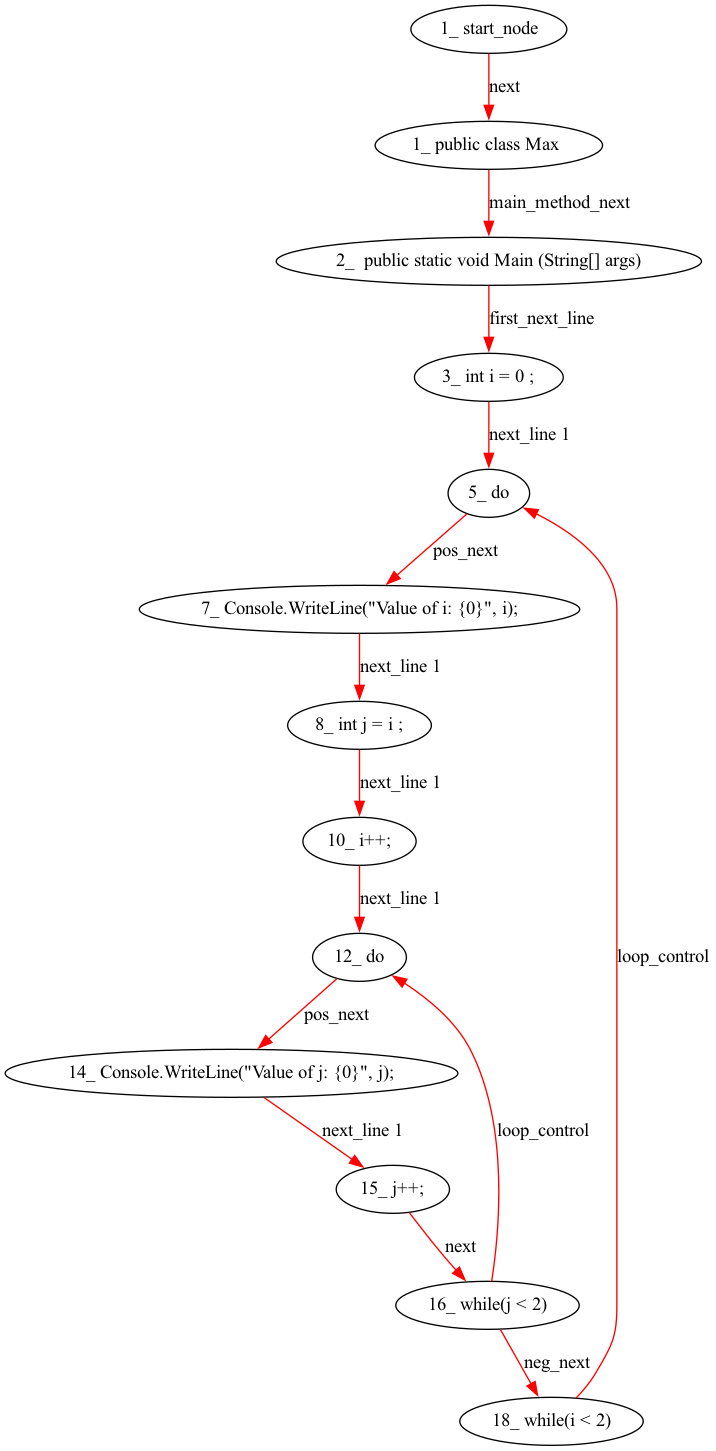 1_ start_node
next
1_ public class Max
main_method_next
2_  public static void Main (String[] args)
first_next_line
3_ int i = 0 ;
next_line 1
5_ do
pos_next
7_ Console.WriteLine("Value of i: {0}", i);
next_line 1
8_ int j = i ;
next_line 1
10_ i++;
next_line 1
12_ do
loop_control
pos_next
14_ Console.WriteLine("Value of j: {0}", j);
next_line 1
loop_control
15_ j++;
next
16_ while(j < 2)
neg_next
18_ while(i < 2)